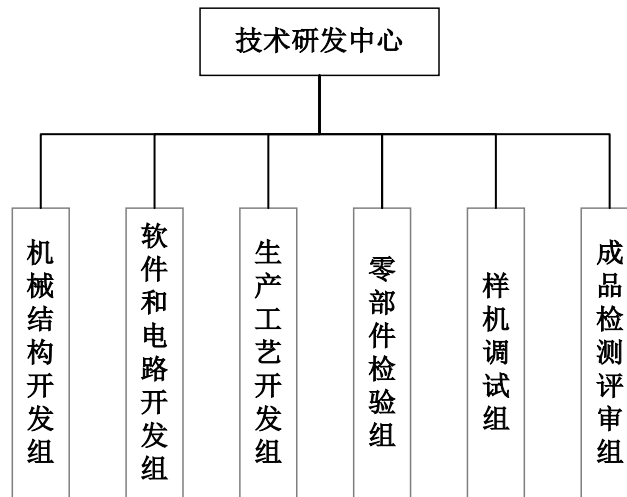 技术研发中心
机械结构开发组
软件和电路开发组
生产工艺开发组
零部件检验组
样机调试组
成品检测评审组